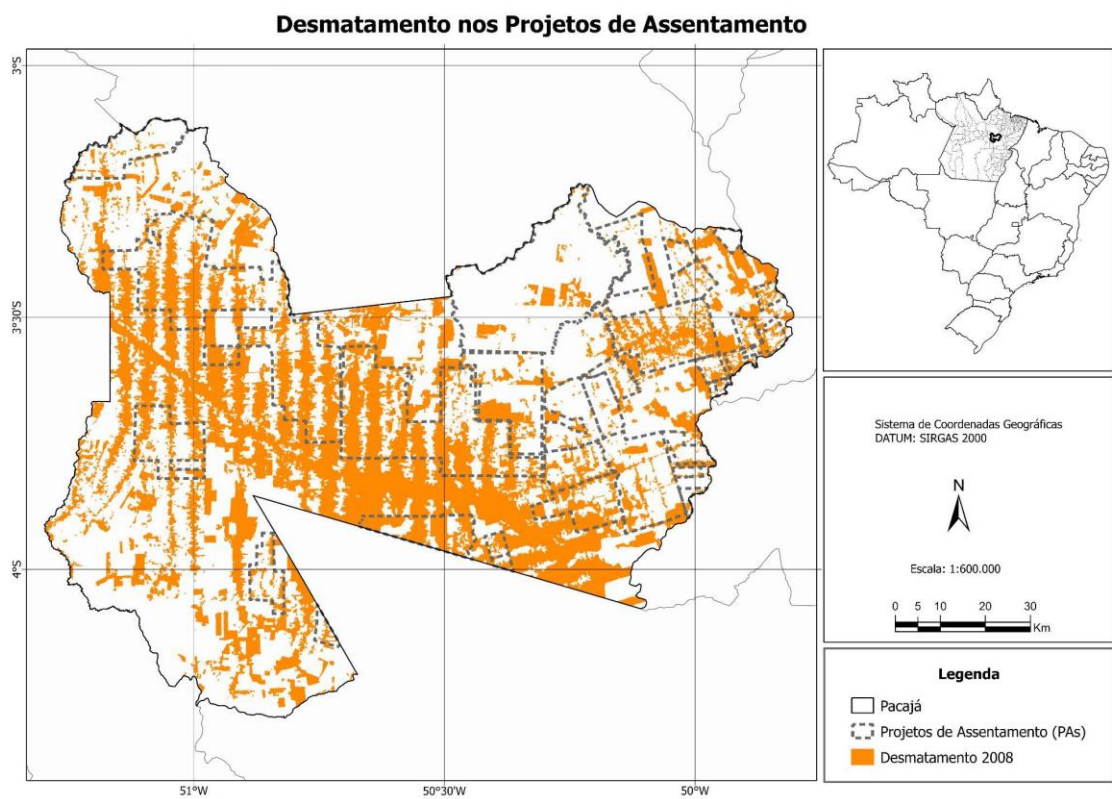 Desmatamento nos Projetos de Assentamento
3°S
3°30'S
4°S
51°W
50°30'W
50°W
Sistema de Coordenadas Geográficas
DATUM: SIRGAS 2000
N
Escala: 1:600.000
0 5 10 20 30
Km
Legenda
Pacajá
Projetos de Assentamento (PAs)
Desmatamento 2008